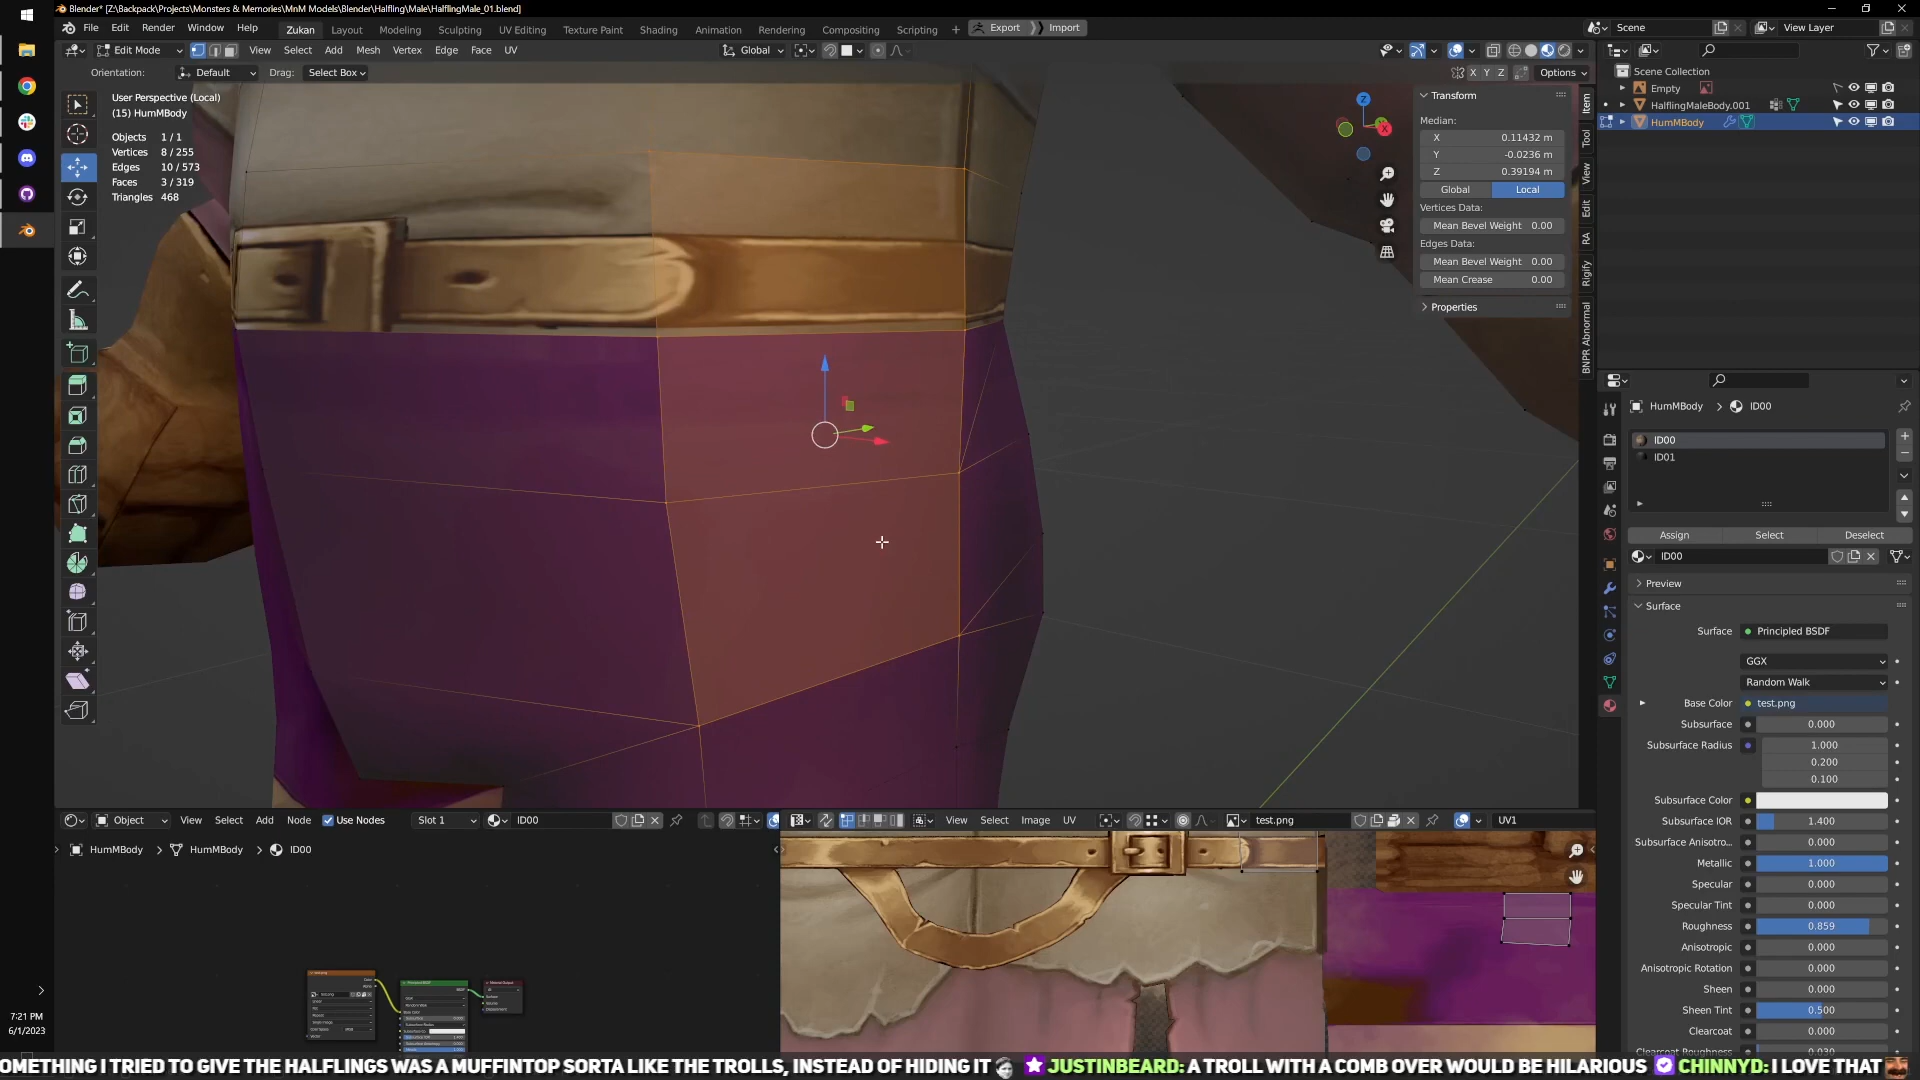 Blender* [Z:\Backpack\Projects\Monsters & Memories\MnM Models\Blender\Halfling\Male\HalflingMale_01.blend]
File Edit Render Window Help Zukan Layout Modeling Sculpting UV Editing Texture Paint Shading Animation Rendering Compositing Scripting + Export Import Scene View Layer
Edit Mode View Select Add Mesh Vertex Edge Face UV Global
Orientation: Default Drag: Select Box X Y Z Options
User Perspective (Local)
(15) HumMBody
Objects 1 / 1
Vertices 8 / 255
Edges 10 / 573
Faces 3 / 319
Triangles 468
Transform
Median:
X 0.11432 m
Y -0.0236 m
Z 0.39194 m
Global Local
Vertices Data:
Mean Bevel Weight 0.00
Edges Data:
Mean Bevel Weight 0.00
Mean Crease 0.00
Properties
Item
Tool
View
Edit
RA
Rigify
BNPR Abnormal
Z
X
Scene Collection
Empty
HalflingMaleBody.001
HumMBody
HumMBody > ID00
ID00
ID01
Assign Select Deselect
ID00
Preview
Surface
Surface Principled BSDF
GGX
Random Walk
Base Color test.png
Subsurface 0.000
Subsurface Radius 1.000
0.200
0.100
Subsurface Color
Subsurface IOR 1.400
Subsurface Anisotro... 0.000
Metallic 1.000
Specular 0.000
Specular Tint 0.000
Roughness 0.859
Anisotropic 0.000
Anisotropic Rotation 0.000
Sheen 0.000
Sheen Tint 0.500
Clearcoat 0.000
Clearcoat Roughness 0.030
Object View Select Add Node Use Nodes Slot 1 ID00
HumMBody > HumMBody > ID00
View Select Image UV test.png UV1
7:21 PM
6/1/2023
OMETHING I TRIED TO GIVE THE HALFLINGS WAS A MUFFINTOP SORTA LIKE THE TROLLS, INSTEAD OF HIDING IT JUSTINBEARD: A TROLL WITH A COMB OVER WOULD BE HILARIOUS CHINNYD: I LOVE THAT